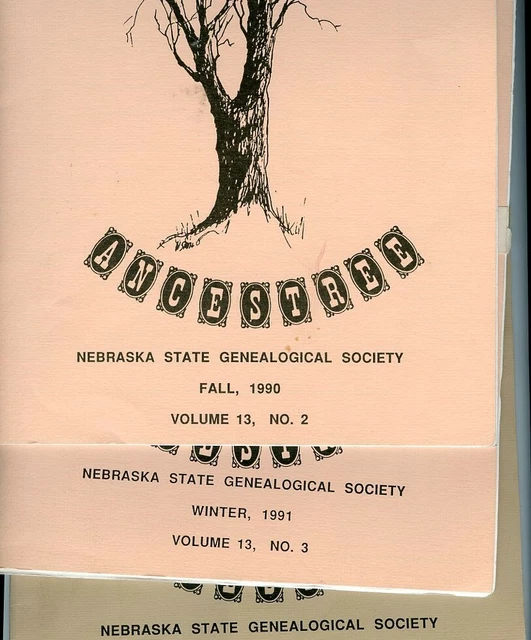 ANCESTREE
NEBRASKA STATE GENEALOGICAL SOCIETY
FALL, 1990
VOLUME 13, NO. 2
NEBRASKA STATE GENEALOGICAL SOCIETY
WINTER, 1991
VOLUME 13, NO. 3
NEBRASKA STATE GENEALOGICAL SOCIETY